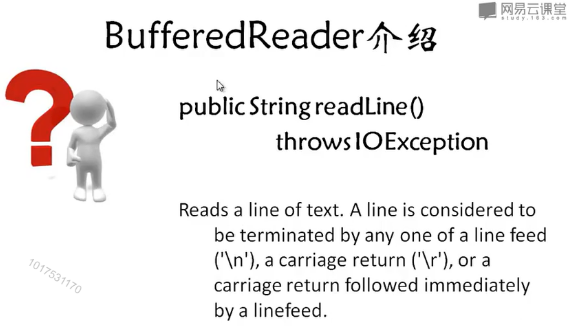 网易云课堂
study.163.com
BufferedReader介绍
public String readLine()
throws IOException
Reads a line of text. A line is considered to
be terminated by any one of a line feed
('\n'), a carriage return ('\r'), or a
carriage return followed immediately
by a linefeed.
1017531170